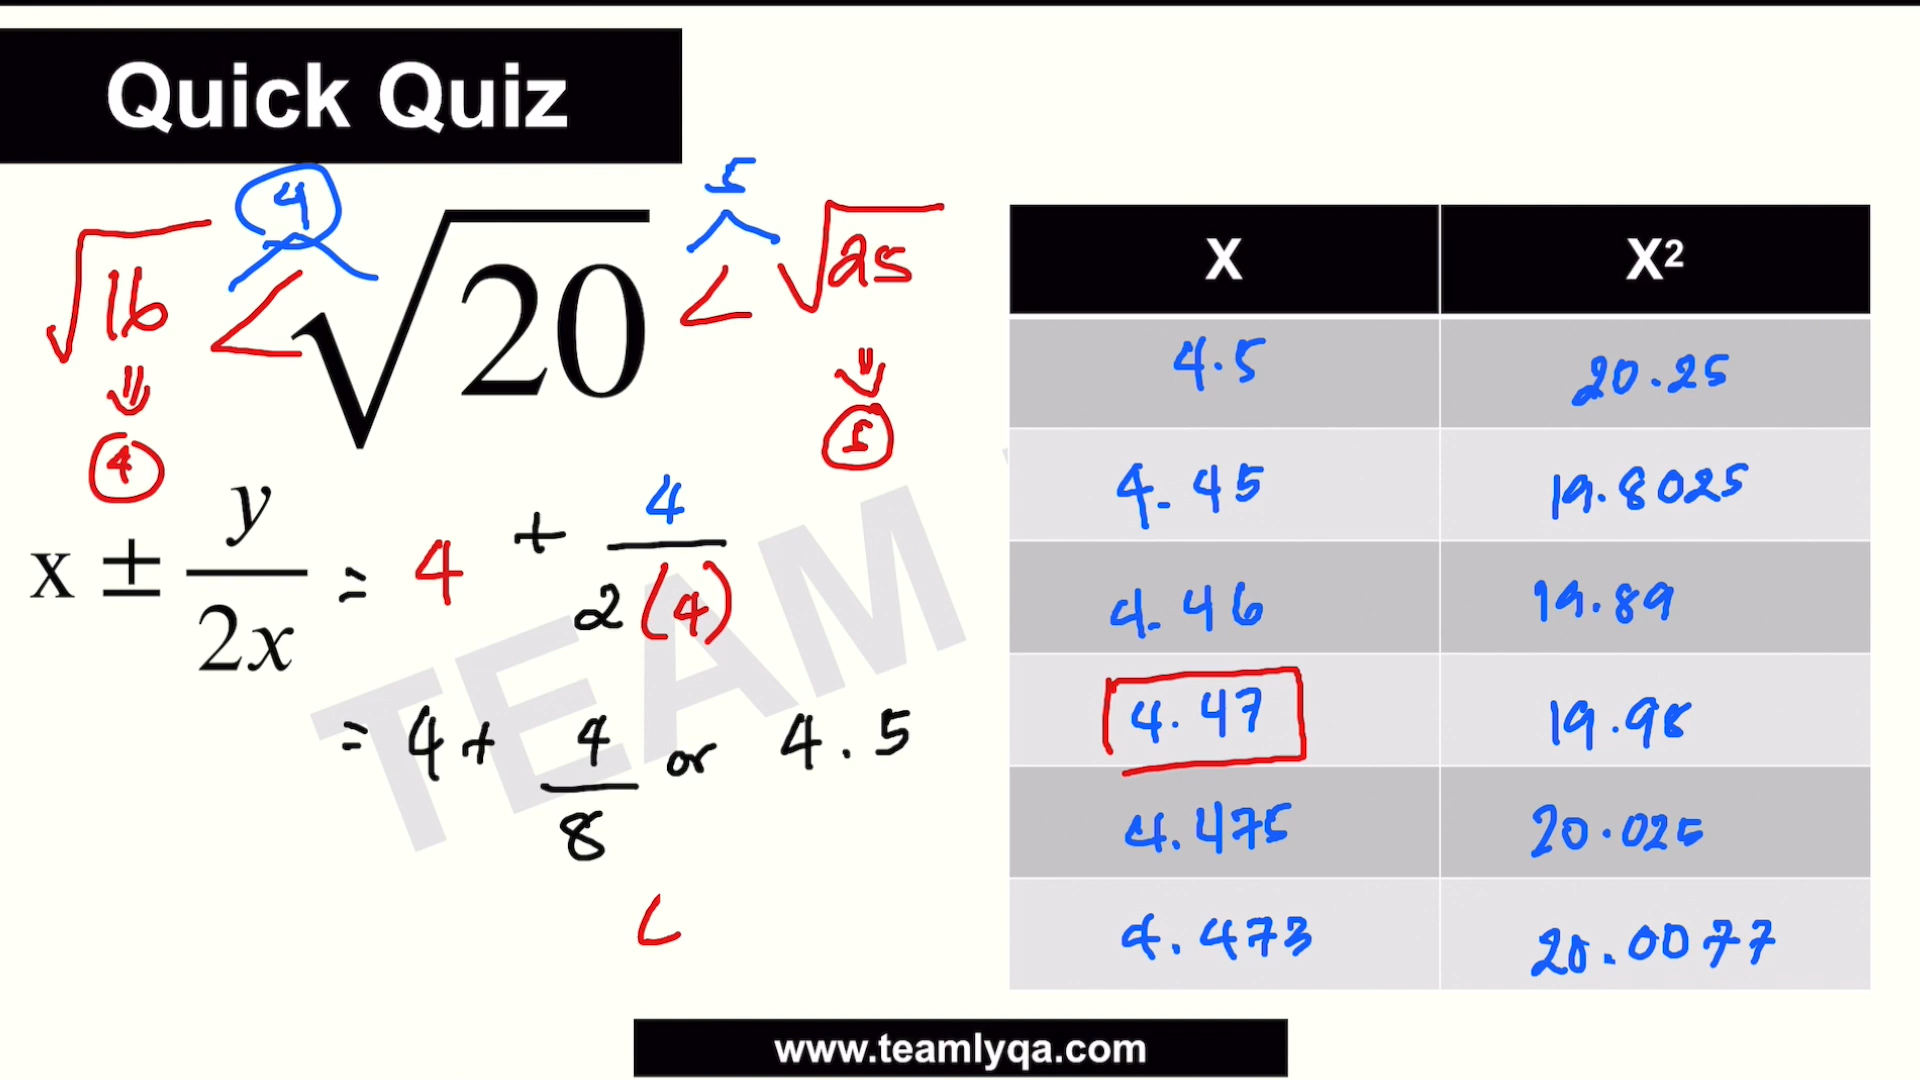 Quick Quiz
4
5
√16 < √20 < √25
4
5
x ± y/2x = 4 + 4/2(4)
= 4 + 4/8 or 4.5
TEAM
X X²
4.5 20.25
4.45 19.8025
4.46 19.89
4.47 19.98
4.475 20.025
4.473 20.0077
www.teamlyqa.com